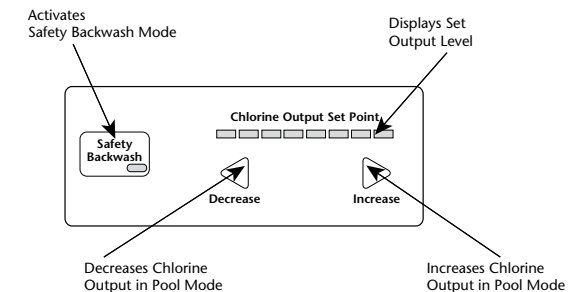 Activates
Safety Backwash Mode
Displays Set
Output Level
Chlorine Output Set Point
Safety
Backwash
Decrease
Increase
Decreases Chlorine
Output in Pool Mode
Increases Chlorine
Output in Pool Mode